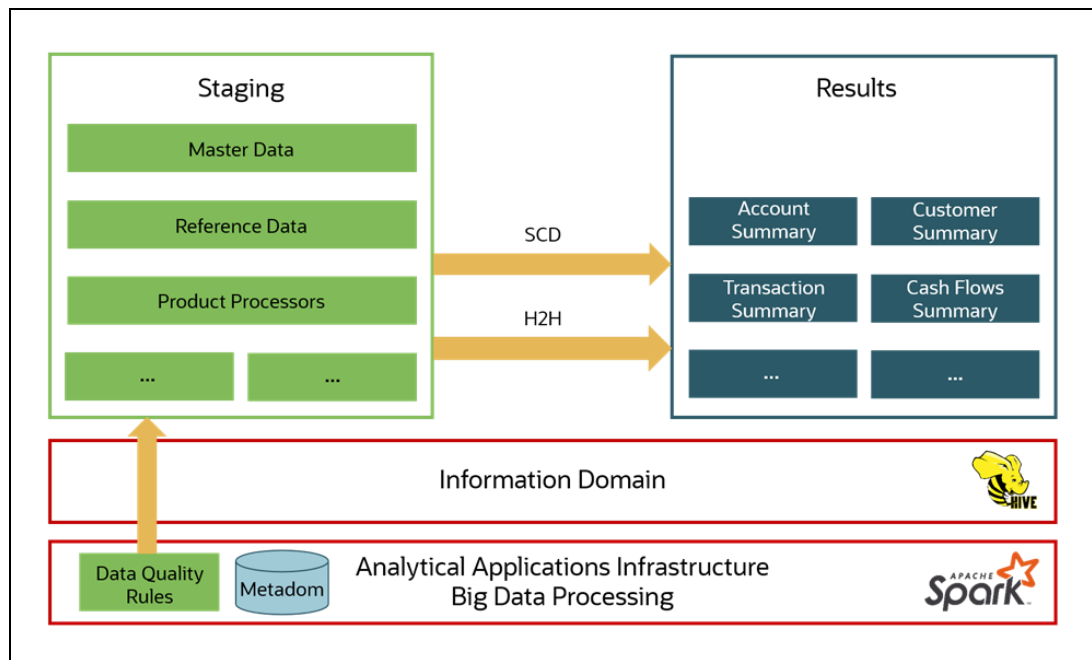 Staging
Master Data
Reference Data
Product Processors
...
...
SCD
H2H
Results
Account
Summary
Customer
Summary
Transaction
Summary
Cash Flows
Summary
...
...
Information Domain
HIVE
Data Quality
Rules
Metadom
Analytical Applications Infrastructure
Big Data Processing
APACHE
Spark™